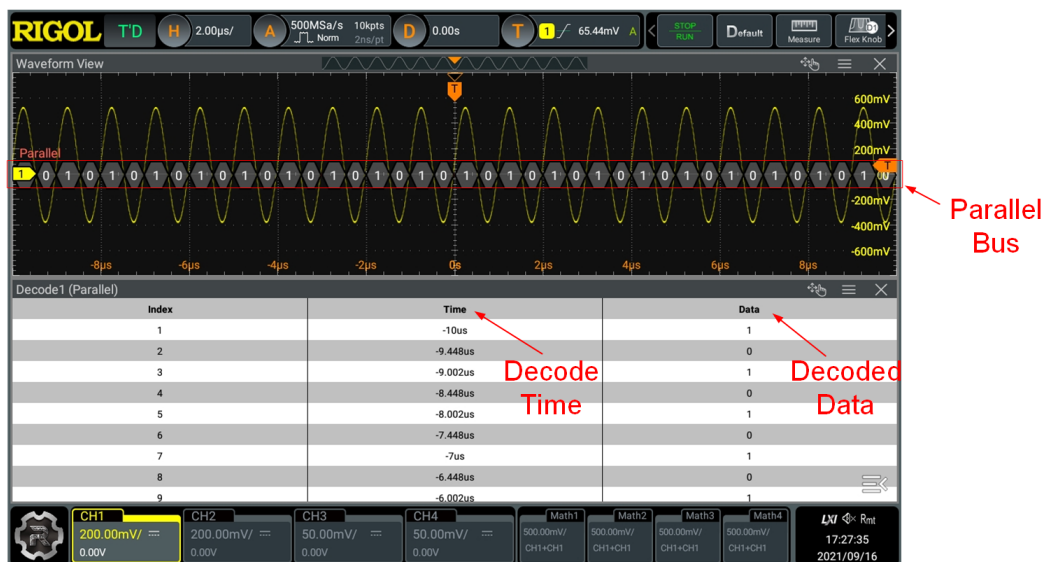 RIGOL T'D H 2.00µs/ A 500MSa/s 10kpts Norm 2ns/pt D 0.00s T 1 65.44mV A STOP RUN Default Measure Flex Knob
Waveform View
T
600mV
400mV
Parallel
200mV
1 0 1 0 1 0 1 0 1 0 1 0 1 0 1 0 1 0 1 0 1 0 1 0 1 0 1 0 1 0 1 0 1 0 1 0 1 0 1 T
-200mV
-400mV
-600mV
-8µs -6µs -4µs -2µs 0s 2µs 4µs 6µs 8µs
Parallel
Bus
Decode1 (Parallel)
Index Time Data
1 -10us 1
2 -9.448us 0
3 -9.002us 1
4 -8.448us 0
5 -8.002us 1
6 -7.448us 0
7 -7us 1
8 -6.448us 0
9 -6.002us 1
Decode
Time
Decoded
Data
CH1 CH2 CH3 CH4 Math1 Math2 Math3 Math4
200.00mV/ 200.00mV/ 50.00mV/ 50.00mV/ 500.00mV/ 500.00mV/ 500.00mV/ 500.00mV/
0.00V 0.00V 0.00V 0.00V CH1+CH1 CH1+CH1 CH1+CH1 CH1+CH1
LXI Rmt
17:27:35
2021/09/16